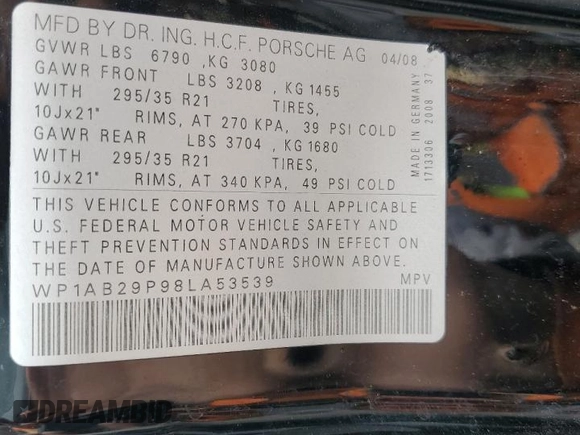 MFD BY DR. ING. H.C.F. PORSCHE AG 04/08
GVWR LBS 6790 , KG 3080
GAWR FRONT LBS 3208 , KG 1455
WITH 295/35 R21 TIRES,
10Jx21" RIMS, AT 270 KPA, 39 PSI COLD
GAWR REAR LBS 3704 , KG 1680
WITH 295/35 R21 TIRES,
10Jx21" RIMS, AT 340 KPA, 49 PSI COLD
MADE IN GERMANY
1713306 2008 37
THIS VEHICLE CONFORMS TO ALL APPLICABLE
U.S. FEDERAL MOTOR VEHICLE SAFETY AND
THEFT PREVENTION STANDARDS IN EFFECT ON
THE DATE OF MANUFACTURE SHOWN ABOVE.
WP1AB29P98LA53539 MPV
DREAMBID